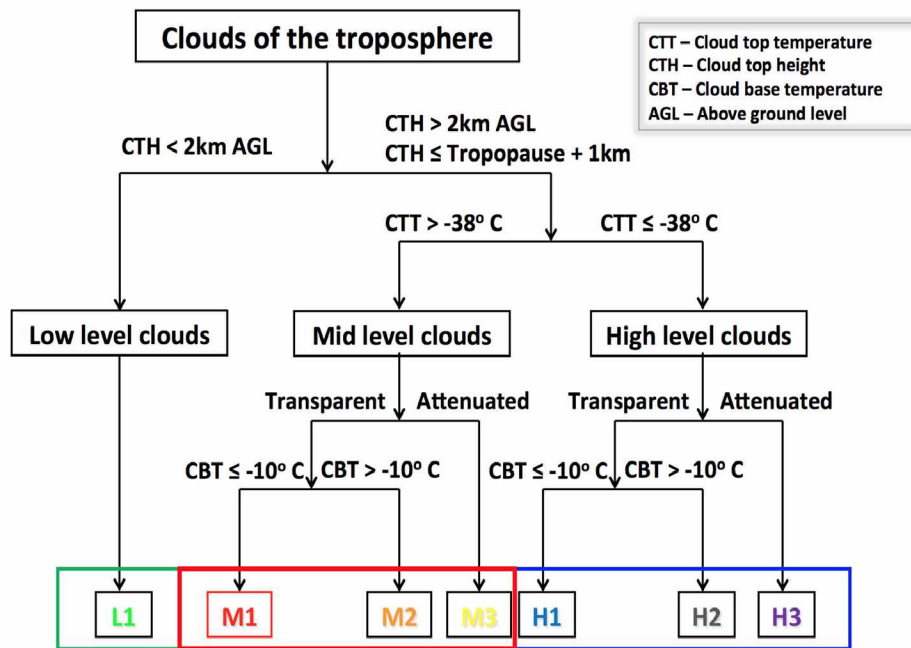 Clouds of the troposphere
CTT – Cloud top temperature
CTH – Cloud top height
CBT – Cloud base temperature
AGL – Above ground level
CTH < 2km AGL
CTH > 2km AGL
CTH ≤ Tropopause + 1km
CTT > -38° C
CTT ≤ -38° C
Low level clouds
Mid level clouds
High level clouds
Transparent
Attenuated
Transparent
Attenuated
CBT ≤ -10° C
CBT > -10° C
CBT ≤ -10° C
CBT > -10° C
L1
M1
M2
M3
H1
H2
H3